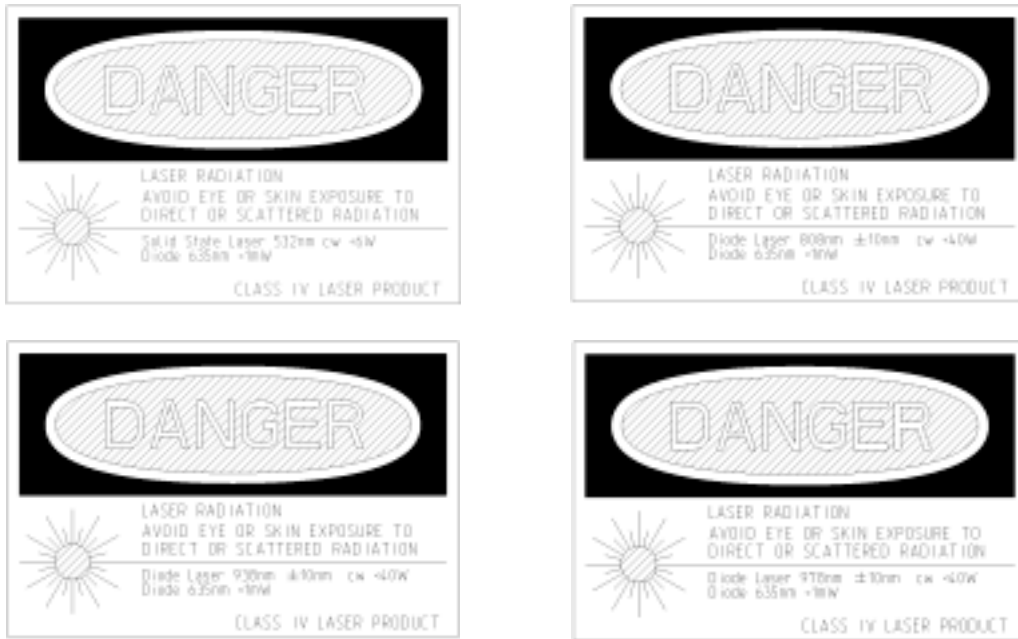 DANGER
LASER RADIATION
AVOID EYE OR SKIN EXPOSURE TO
DIRECT OR SCATTERED RADIATION
Solid State Laser 532nm cw <6W
Diode 635nm <1mW
CLASS IV LASER PRODUCT
DANGER
LASER RADIATION
AVOID EYE OR SKIN EXPOSURE TO
DIRECT OR SCATTERED RADIATION
Diode Laser 808nm ±10nm cw <40W
Diode 635nm <1mW
CLASS IV LASER PRODUCT
DANGER
LASER RADIATION
AVOID EYE OR SKIN EXPOSURE TO
DIRECT OR SCATTERED RADIATION
Diode Laser 938nm ±10nm cw <40W
Diode 635nm <1mW
CLASS IV LASER PRODUCT
DANGER
LASER RADIATION
AVOID EYE OR SKIN EXPOSURE TO
DIRECT OR SCATTERED RADIATION
Diode Laser 978nm ±10nm cw <40W
Diode 635nm <1mW
CLASS IV LASER PRODUCT